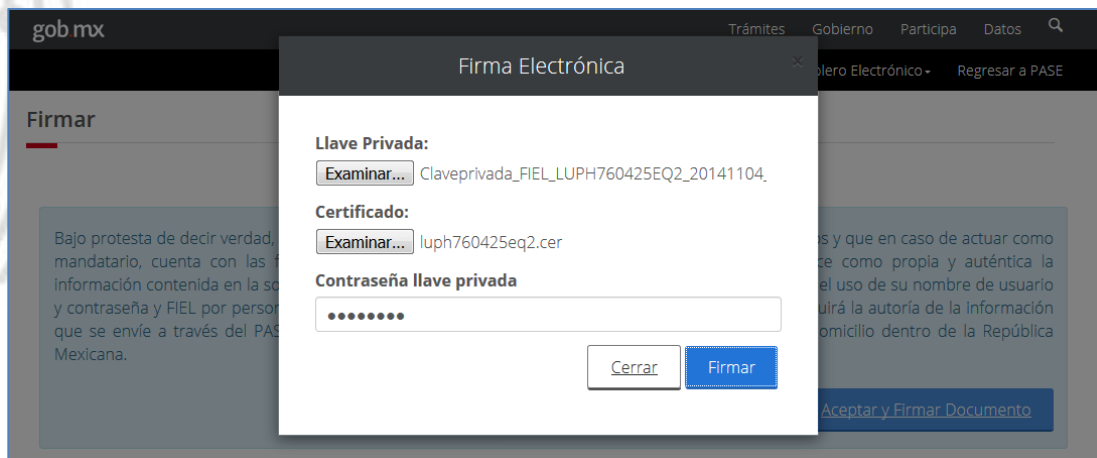 gob.mx
Trámites Gobierno Participa Datos
Firma Electrónica
×
blero Electrónico
Regresar a PASE
Firmar
Llave Privada:
Examinar... Claveprivada_FIEL_LUPH760425EQ2_20141104_
Certificado:
Examinar... luph760425eq2.cer
Contraseña llave privada
••••••••
Cerrar Firmar
Bajo protesta de decir verdad, os y que en caso de actuar como
mandatario, cuenta con las f ce como propia y auténtica la
información contenida en la so el uso de su nombre de usuario
y contraseña y FIEL por person uirá la autoría de la información
que se envíe a través del PAS omicilio dentro de la República
Mexicana.
Aceptar y FIrmar Documento